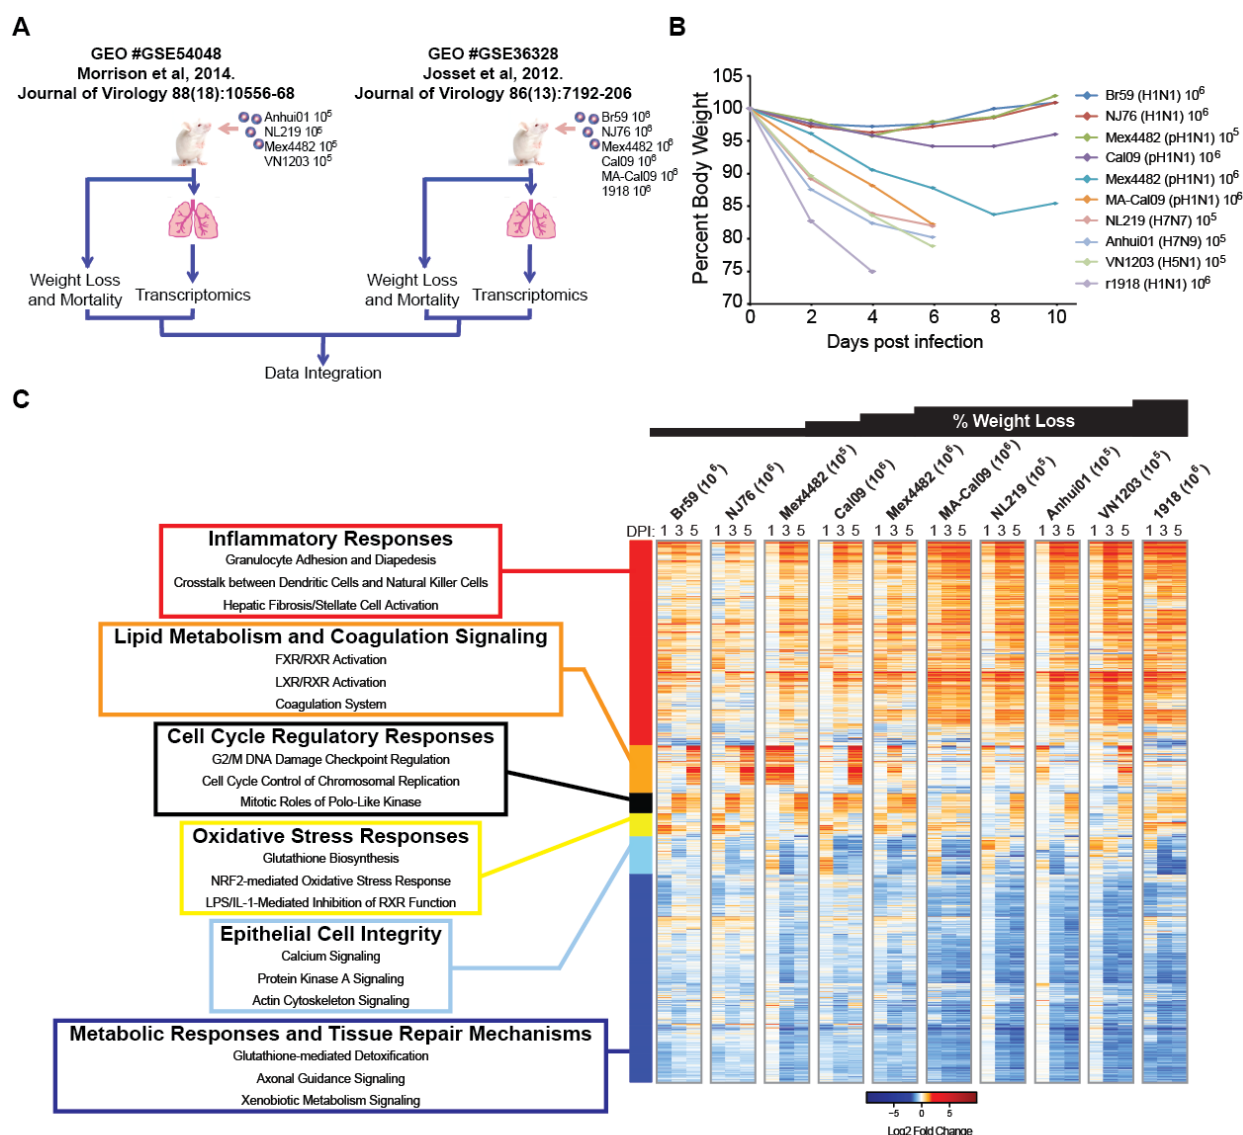 A
GEO #GSE54048
Morrison et al, 2014.
Journal of Virology 88(18):10556-68
Anhui01 10⁵
NL219 10⁵
Mex4482 10⁵
VN1203 10⁵
Weight Loss
and Mortality
Transcriptomics
GEO #GSE36328
Josset et al, 2012.
Journal of Virology 86(13):7192-206
Br59 10⁶
NJ76 10⁶
Mex4482 10⁶
Cal09 10⁶
MA-Cal09 10⁶
1918 10⁶
Weight Loss
and Mortality
Transcriptomics
Data Integration
B
Percent Body Weight
105
100
95
90
85
80
75
70
0 2 4 6 8 10
Days post infection
Br59 (H1N1) 10⁶
NJ76 (H1N1) 10⁶
Mex4482 (pH1N1) 10⁵
Cal09 (pH1N1) 10⁶
Mex4482 (pH1N1) 10⁶
MA-Cal09 (pH1N1) 10⁶
NL219 (H7N7) 10⁵
Anhui01 (H7N9) 10⁵
VN1203 (H5N1) 10⁵
r1918 (H1N1) 10⁶
C
% Weight Loss
Br59 (10⁶)
NJ76 (10⁶)
Mex4482 (10⁵)
Cal09 (10⁶)
Mex4482 (10⁶)
MA-Cal09 (10⁶)
NL219 (10⁵)
Anhui01 (10⁵)
VN1203 (10⁵)
1918 (10⁶)
DPI: 1 3 5 1 3 5 1 3 5 1 3 5 1 3 5 1 3 5 1 3 5 1 3 5 1 3 5 1 3 5
Inflammatory Responses
Granulocyte Adhesion and Diapedesis
Crosstalk between Dendritic Cells and Natural Killer Cells
Hepatic Fibrosis/Stellate Cell Activation
Lipid Metabolism and Coagulation Signaling
FXR/RXR Activation
LXR/RXR Activation
Coagulation System
Cell Cycle Regulatory Responses
G2/M DNA Damage Checkpoint Regulation
Cell Cycle Control of Chromosomal Replication
Mitotic Roles of Polo-Like Kinase
Oxidative Stress Responses
Glutathione Biosynthesis
NRF2-mediated Oxidative Stress Response
LPS/IL-1-Mediated Inhibition of RXR Function
Epithelial Cell Integrity
Calcium Signaling
Protein Kinase A Signaling
Actin Cytoskeleton Signaling
Metabolic Responses and Tissue Repair Mechanisms
Glutathione-mediated Detoxification
Axonal Guidance Signaling
Xenobiotic Metabolism Signaling
−5 0 5
Log2 Fold Change